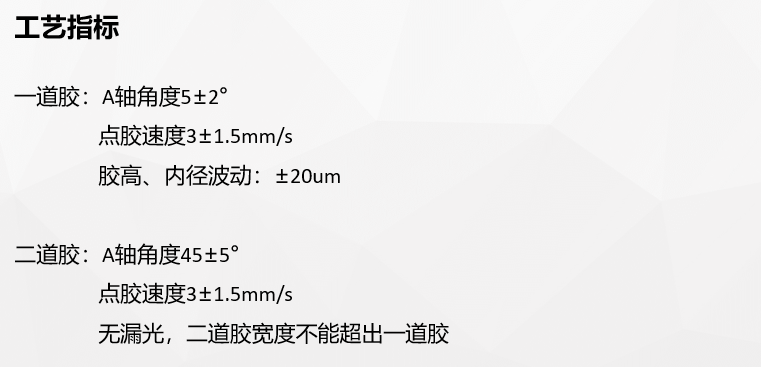 工艺指标
一道胶：A轴角度5±2°
点胶速度3±1.5mm/s
胶高、内径波动：±20um
二道胶：A轴角度45±5°
点胶速度3±1.5mm/s
无漏光，二道胶宽度不能超出一道胶